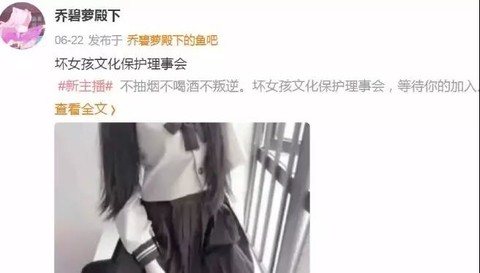 乔碧萝殿下
06-22 发布于 乔碧萝殿下的鱼吧
坏女孩文化保护理事会
#新主播# 不抽烟不喝酒不叛逆。坏女孩文化保护理事会，等待你的加入。
查看全文>